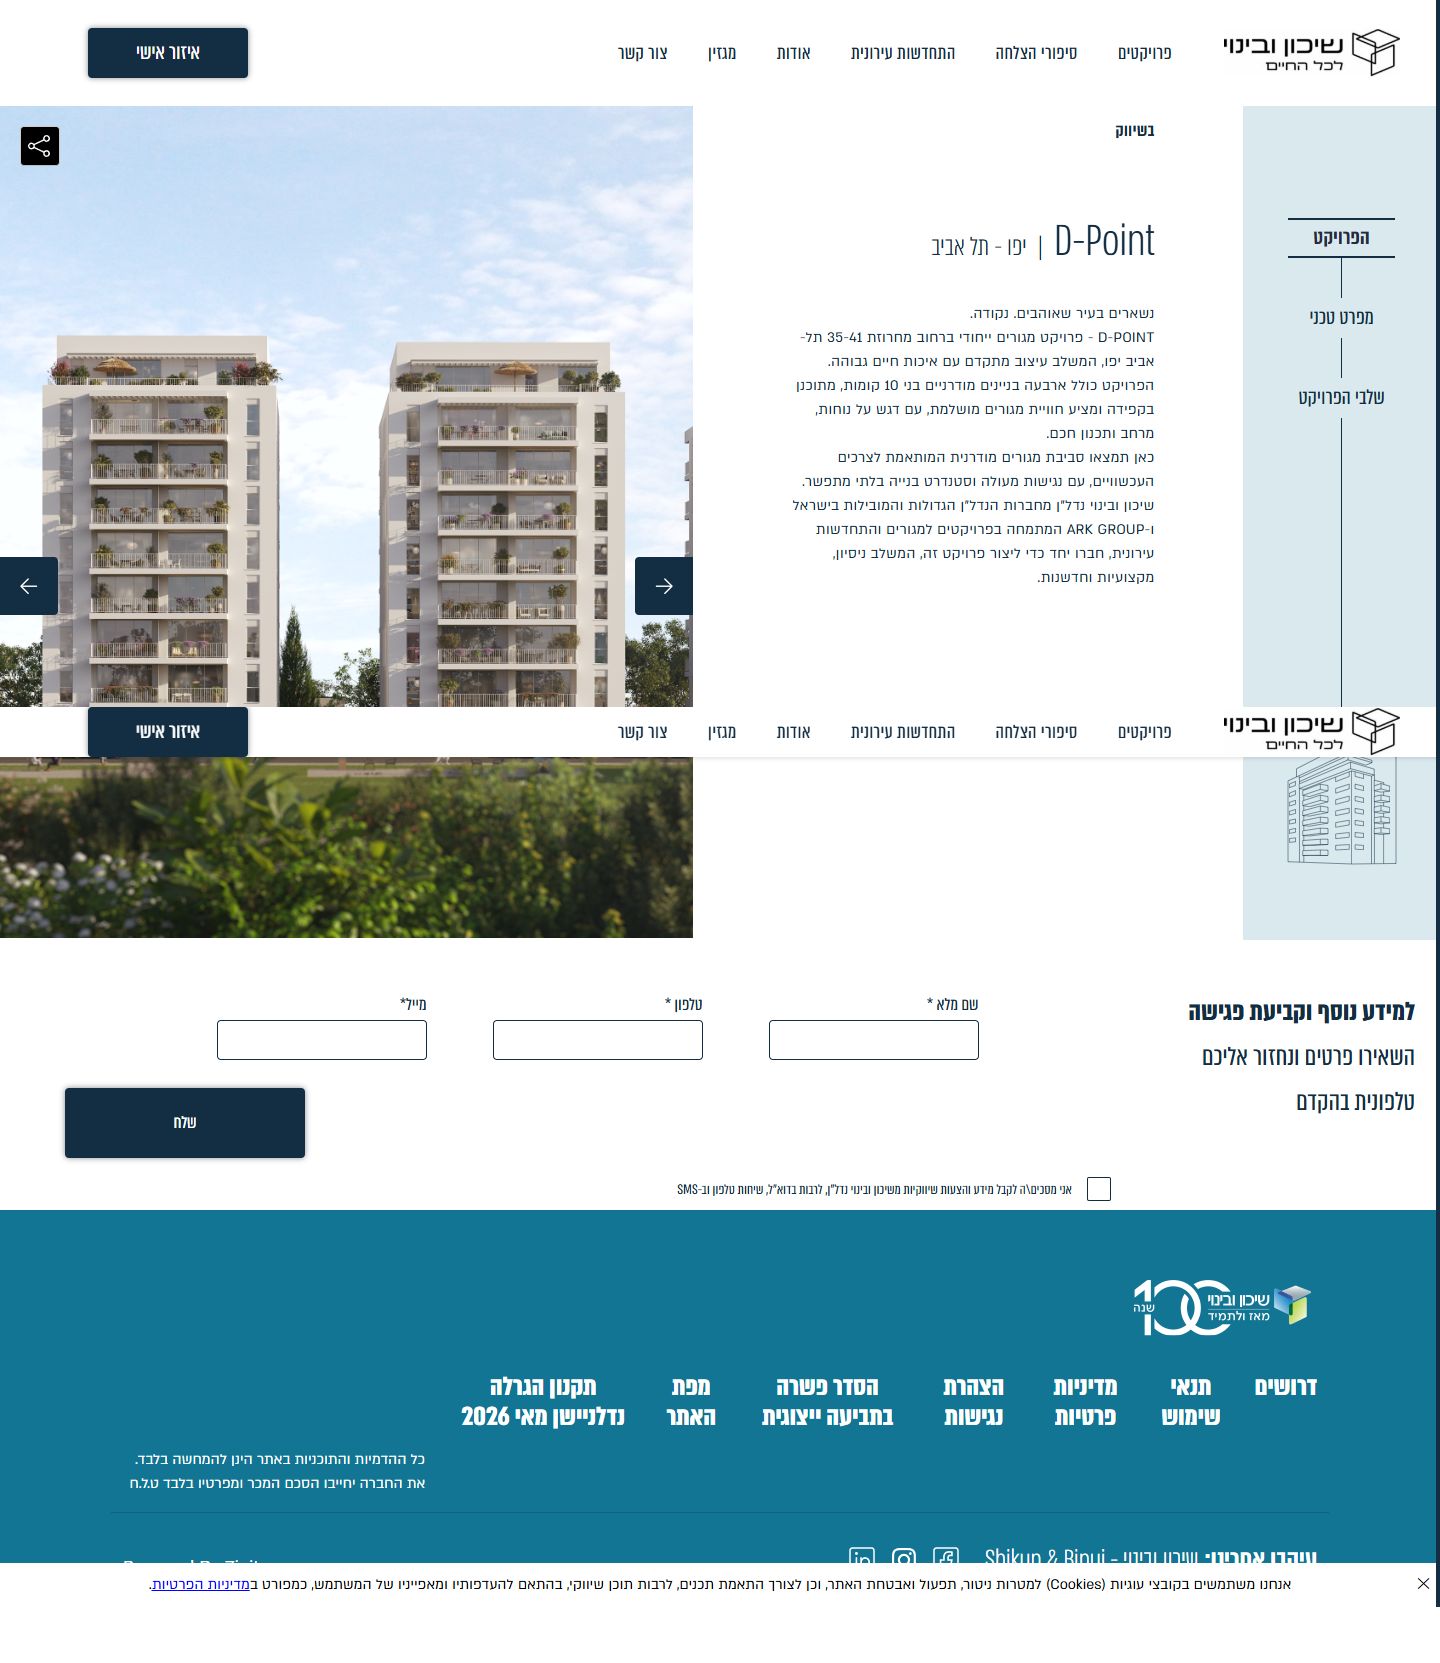 שיכון ובינוי
לכל החיים
פרויקטים
סיפורי הצלחה
התחדשות עירונית
אודות
מגזין
צור קשר
איזור אישי
הפרויקט
מפרט טכני
שלבי הפרויקט
בשיווק
D-Point | יפו - תל אביב
נשארים בעיר שאוהבים. נקודה.
D-POINT - פרויקט מגורים ייחודי ברחוב מחרוזת 35-41 תל-
אביב יפו, המשלב עיצוב מתקדם עם איכות חיים גבוהה.
הפרויקט כולל ארבעה בניינים מודרניים בני 10 קומות, מתוכנן
בקפידה ומציע חוויית מגורים מושלמת, עם דגש על נוחות,
מרחב ותכנון חכם.
כאן תמצאו סביבת מגורים מודרנית המותאמת לצרכים
העכשוויים, עם נגישות מעולה וסטנדרט בנייה בלתי מתפשר.
שיכון ובינוי נדל"ן מחברות הנדל"ן הגדולות והמובילות בישראל
ו-ARK GROUP המתמחה בפרויקטים למגורים והתחדשות
עירונית, חברו יחד כדי ליצור פרויקט זה, המשלב ניסיון,
מקצועיות וחדשנות.
שיכון ובינוי
לכל החיים
פרויקטים
סיפורי הצלחה
התחדשות עירונית
אודות
מגזין
צור קשר
איזור אישי
למידע נוסף וקביעת פגישה
השאירו פרטים ונחזור אליכם
טלפונית בהקדם
שם מלא *
טלפון *
מייל*
שלח
אני מסכים\ה לקבל מידע והצעות שיווקיות משיכון ובינוי נדל"ן, לרבות בדוא"ל, שיחות טלפון וב-SMS
שיכון ובינוי
מאז ולתמיד
100
שנה
דרושים
תנאי
שימוש
מדיניות
פרטיות
הצהרת
נגישות
הסדר פשרה
בתביעה ייצוגית
מפת
האתר
תקנון הגרלה
נדלניישן מאי 2026
כל ההדמיות והתוכניות באתר הינן להמחשה בלבד.
את החברה יחייבו הסכם המכר ומפרטיו בלבד ט.ל.ח
עיקבו אחרינו: שיכון ובינוי - Shikun & Binui
אנחנו משתמשים בקובצי עוגיות (Cookies) למטרות ניטור, תפעול ואבטחת האתר, וכן לצורך התאמת תכנים, לרבות תוכן שיווקי, בהתאם להעדפותיו ומאפייניו של המשתמש, כמפורט במדיניות הפרטיות.